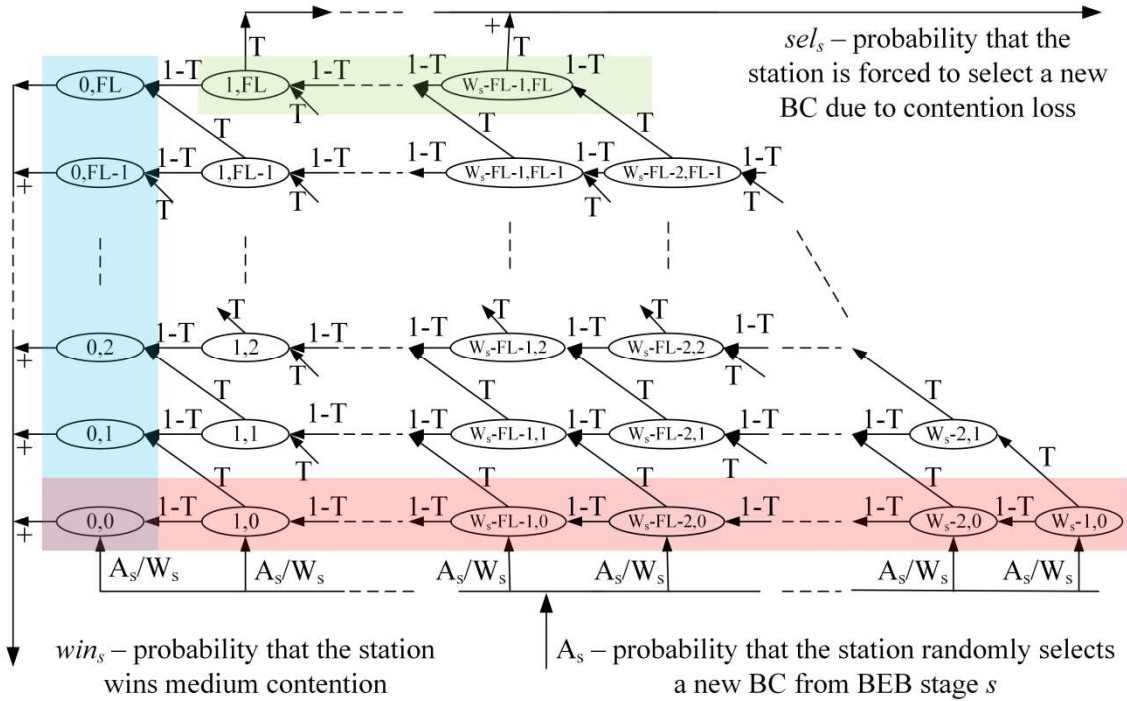 +
T T
sel_s – probability that the
station is forced to select a new
BC due to contention loss
1-T 1-T 1-T 1-T
0,FL 1,FL W_s-FL-1,FL
T T
T T
1-T 1-T 1-T 1-T 1-T
0,FL-1 1,FL-1 W_s-FL-1,FL-1 W_s-FL-2,FL-1
+
T T T T
T T T
1-T 1-T 1-T 1-T 1-T
0,2 1,2 W_s-FL-1,2 W_s-FL-2,2
+ T T
T T T T
1-T 1-T 1-T 1-T 1-T 1-T
0,1 1,1 W_s-FL-1,1 W_s-FL-2,1 W_s-2,1
+ T T
T T T T T
1-T 1-T 1-T 1-T 1-T 1-T 1-T
0,0 1,0 W_s-FL-1,0 W_s-FL-2,0 W_s-2,0 W_s-1,0
+
A_s/W_s A_s/W_s A_s/W_s A_s/W_s A_s/W_s A_s/W_s
win_s – probability that the station
wins medium contention
A_s – probability that the station randomly selects
a new BC from BEB stage s